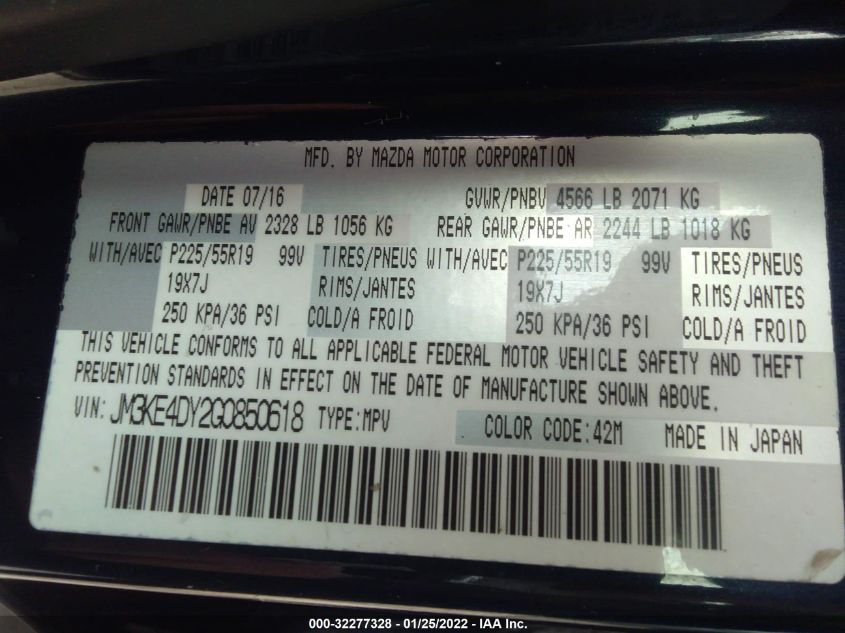 MFD. BY MAZDA MOTOR CORPORATION
DATE 07/16 GVWR/PNBV 4566 LB 2071 KG
FRONT GAWR/PNBE AV 2328 LB 1056 KG REAR GAWR/PNBE AR 2244 LB 1018 KG
WITH/AVEC P225/55R19 99V TIRES/PNEUS WITH/AVEC P225/55R19 99V TIRES/PNEUS
19X7J RIMS/JANTES 19X7J RIMS/JANTES
250 KPA/36 PSI COLD/A FROID 250 KPA/36 PSI COLD/A FROID
THIS VEHICLE CONFORMS TO ALL APPLICABLE FEDERAL MOTOR VEHICLE SAFETY AND THEFT
PREVENTION STANDARDS IN EFFECT ON THE DATE OF MANUFACTURE SHOWN ABOVE.
VIN: JM3KE4DY2G0850618 TYPE:MPV COLOR CODE:42M MADE IN JAPAN
000-32277328 - 01/25/2022 - WWW.IAAI.COM.